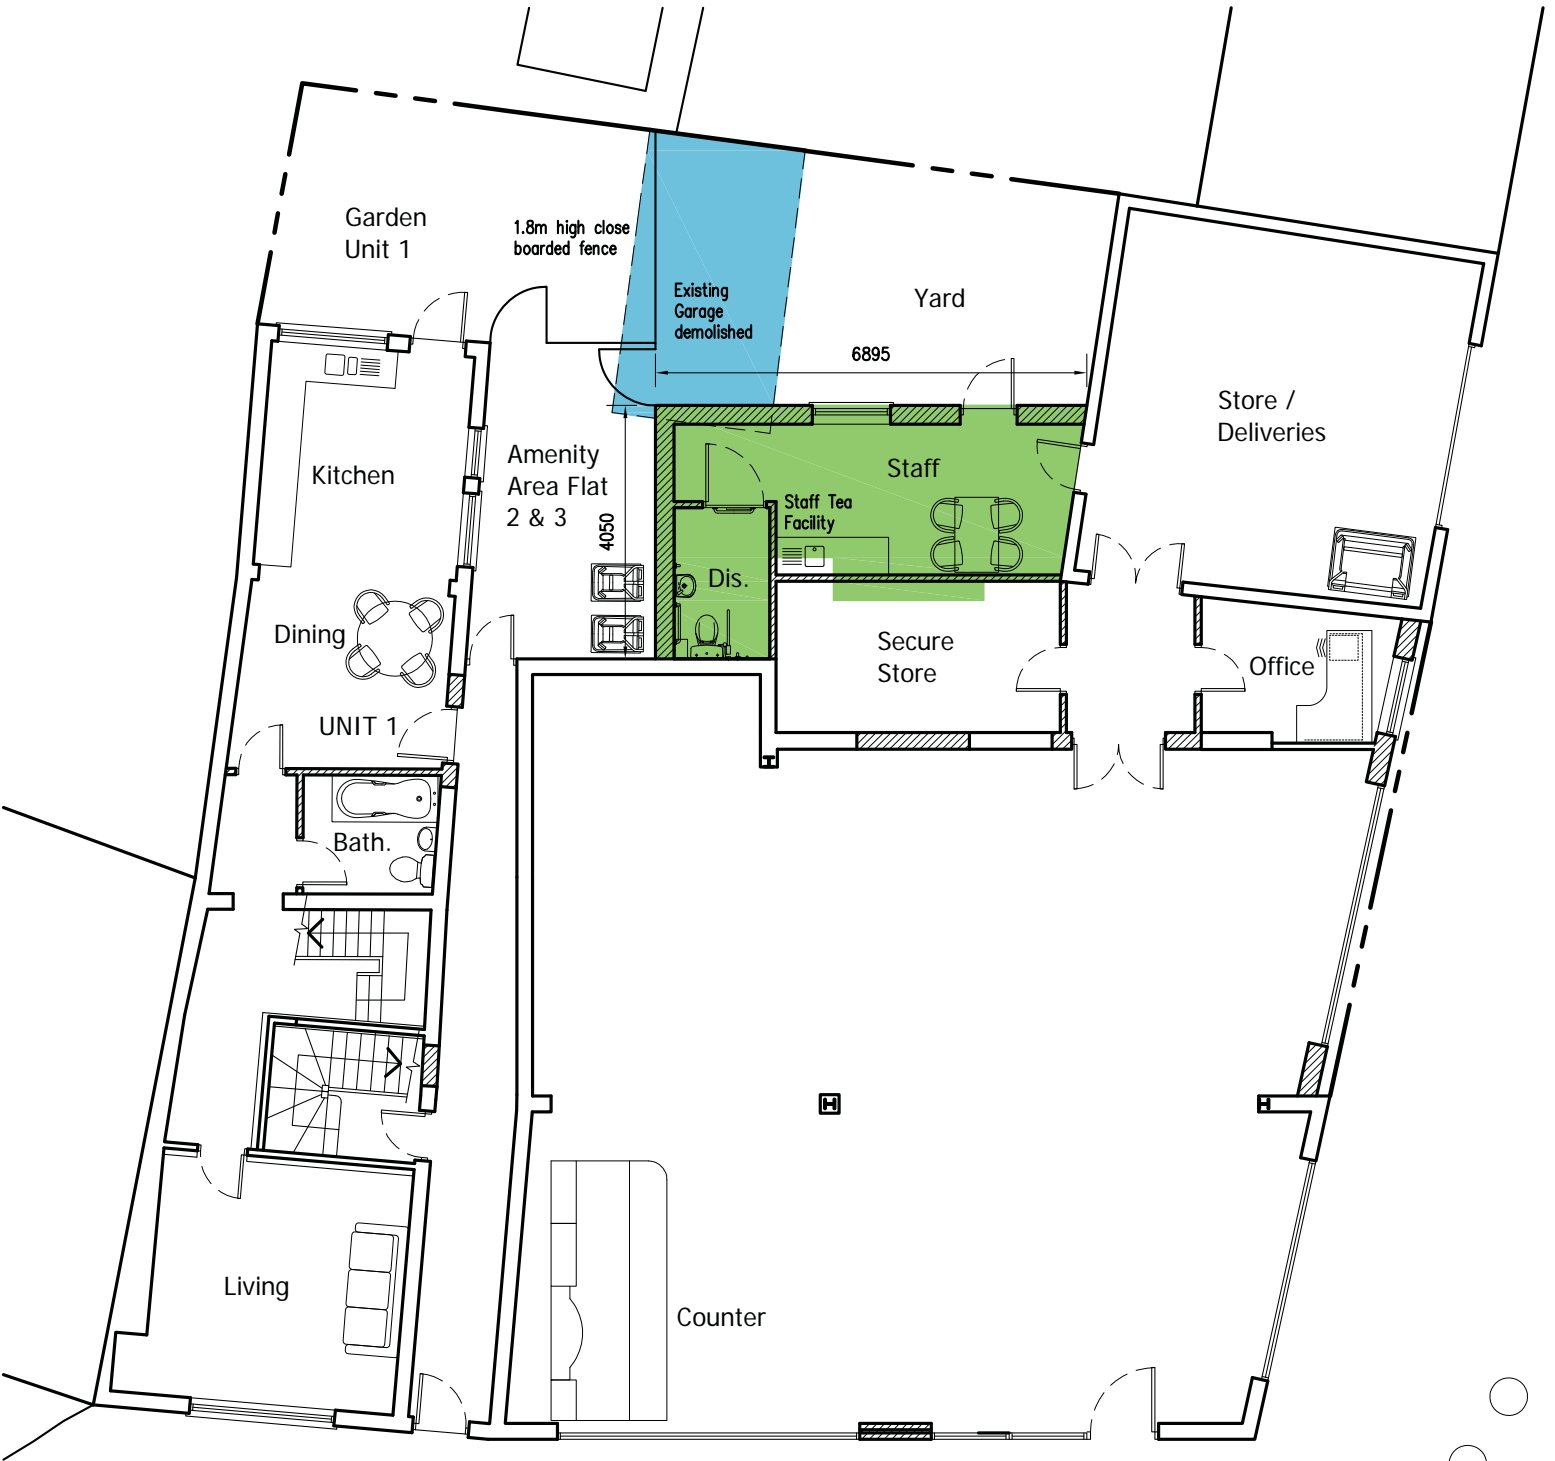 Garden
Unit 1
1.8m high close
boarded fence
Existing
Garage
demolished
Yard
6895
Store /
Deliveries
Kitchen
Amenity
Area Flat
2 & 3
4050
Staff
Staff Tea
Facility
Dis.
Dining
Secure
Store
Office
UNIT 1
Bath.
Living
Counter